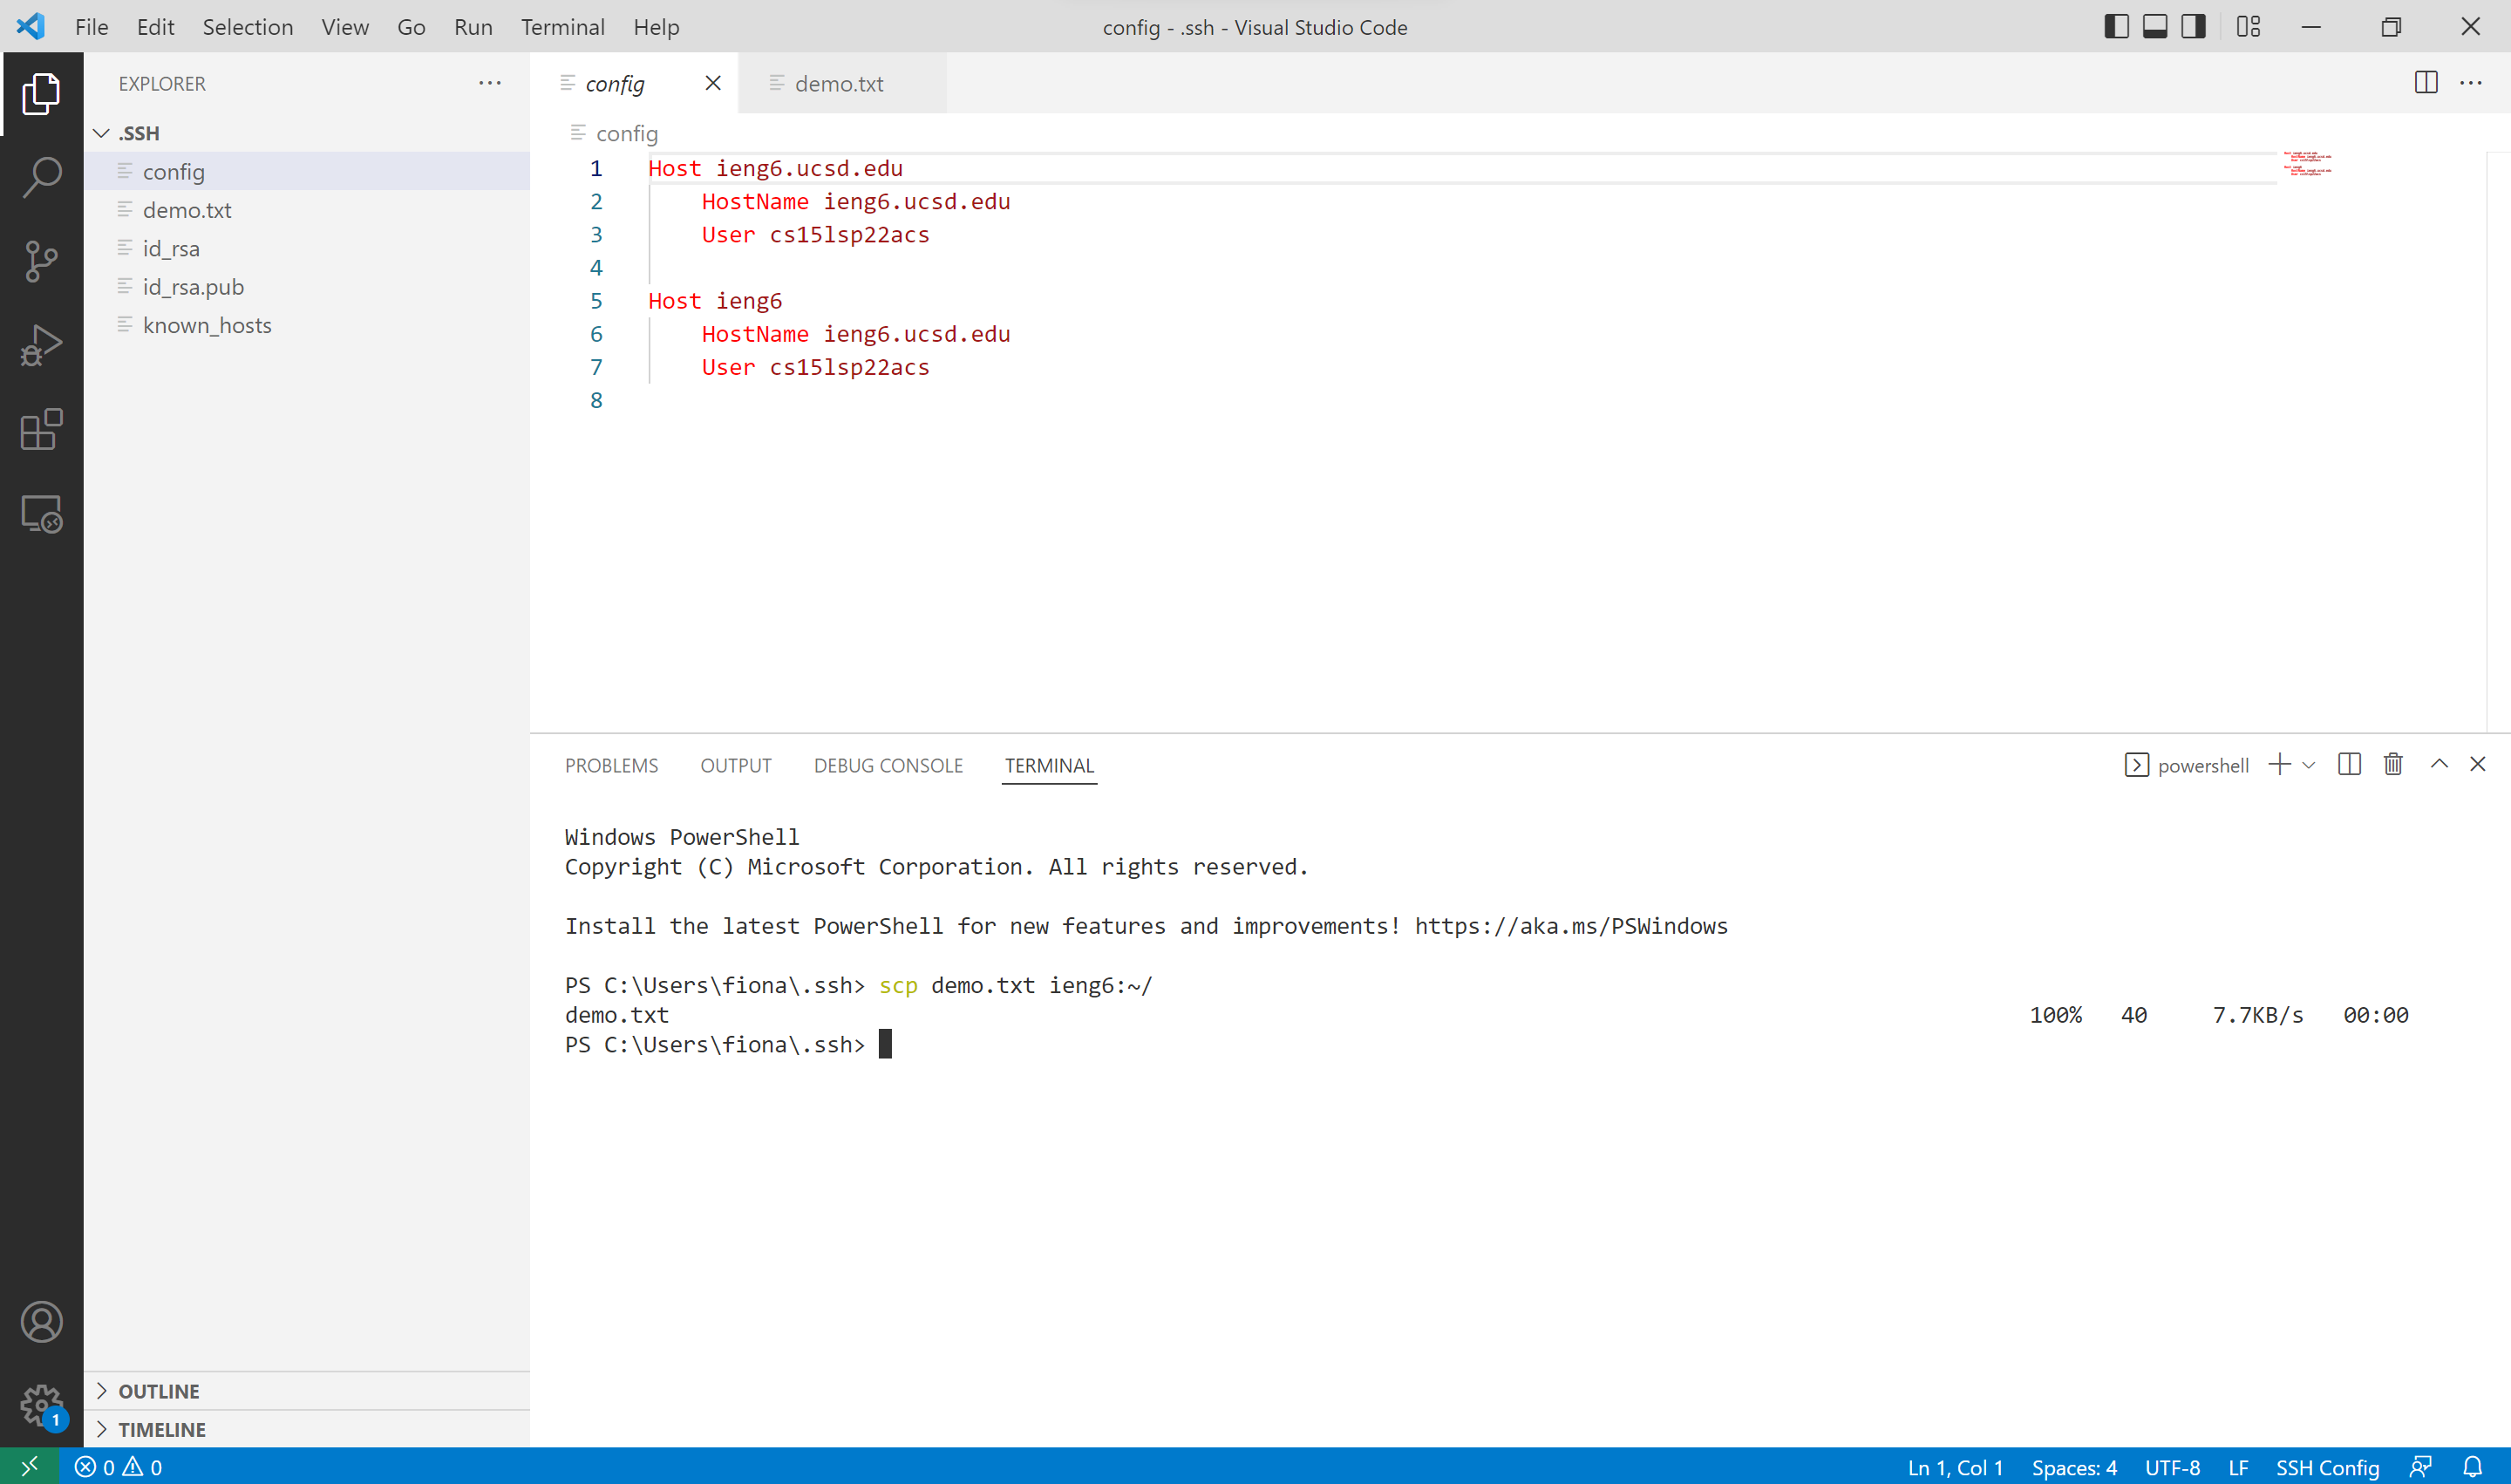 File Edit Selection View Go Run Terminal Help
config - .ssh - Visual Studio Code
EXPLORER
.SSH
config
demo.txt
id_rsa
id_rsa.pub
known_hosts
OUTLINE
TIMELINE
config demo.txt
config
1 Host ieng6.ucsd.edu
2     HostName ieng6.ucsd.edu
3     User cs15lsp22acs
4
5 Host ieng6
6     HostName ieng6.ucsd.edu
7     User cs15lsp22acs
8
PROBLEMS OUTPUT DEBUG CONSOLE TERMINAL powershell
Windows PowerShell
Copyright (C) Microsoft Corporation. All rights reserved.
Install the latest PowerShell for new features and improvements! https://aka.ms/PSWindows
PS C:\Users\fiona\.ssh> scp demo.txt ieng6:~/
demo.txt 100% 40 7.7KB/s 00:00
PS C:\Users\fiona\.ssh>
1
0 0 Ln 1, Col 1 Spaces: 4 UTF-8 LF SSH Config